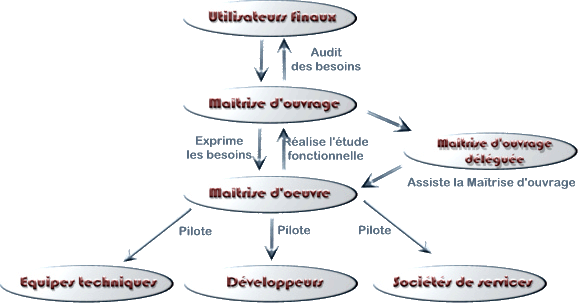 Utilisateurs finaux
Audit
des besoins
Maîtrise d'ouvrage
Exprime
les besoins
Réalise l'étude
fonctionnelle
Maîtrise d'ouvrage
déléguée
Assiste la Maîtrise d'ouvrage
Maîtrise d'oeuvre
Pilote
Pilote
Pilote
Equipes techniques
Développeurs
Sociétés de services